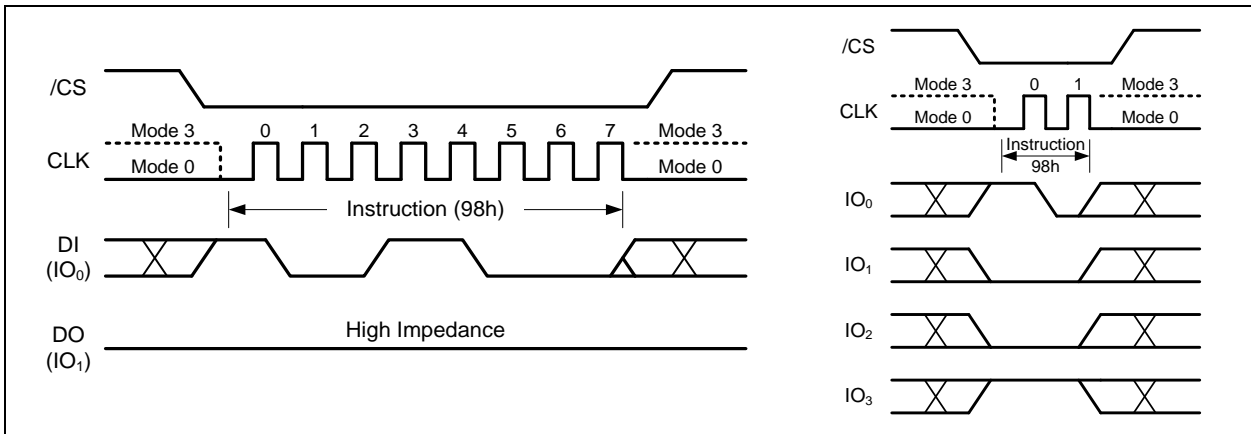 /CS
Mode 3 0 1 2 3 4 5 6 7 Mode 3
CLK
Mode 0 Mode 0
Instruction (98h)
DI
(IO0)
High Impedance
DO
(IO1)
/CS
Mode 3 0 1 Mode 3
CLK
Mode 0 Mode 0
Instruction
98h
IO0
IO1
IO2
IO3